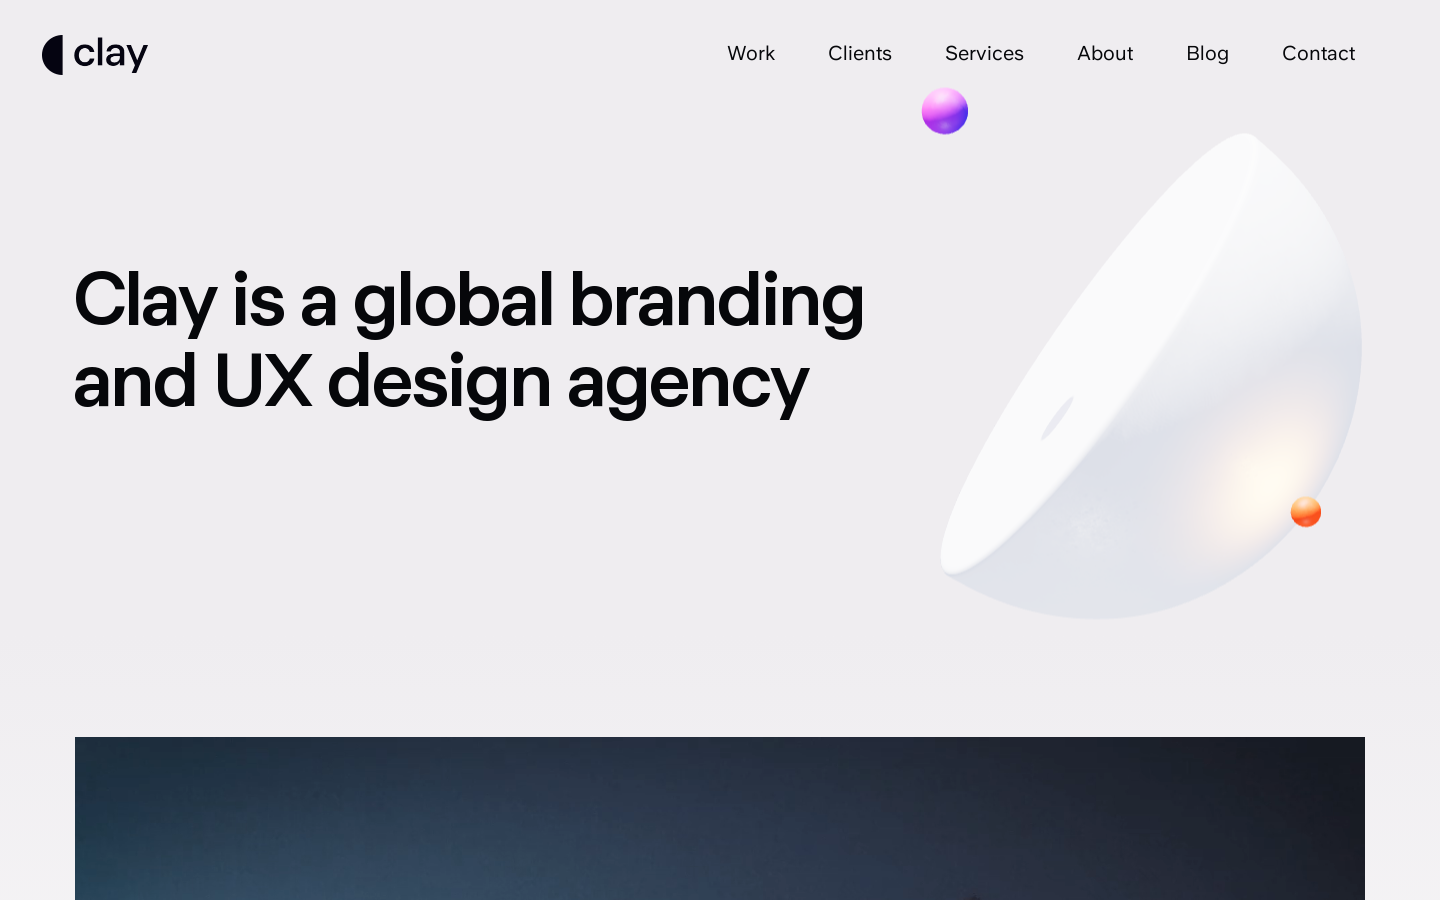 clay
Work Clients Services About Blog Contact
Clay is a global branding
and UX design agency